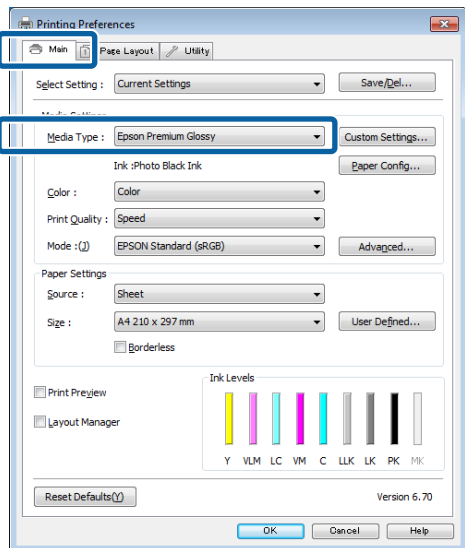 Printing Preferences
Main Page Layout Utility
Select Setting : Current Settings Save/Del...
Media Settings
Media Type : Epson Premium Glossy Custom Settings...
Ink :Photo Black Ink Paper Config...
Color : Color
Print Quality : Speed
Mode :(J) EPSON Standard (sRGB) Advanced...
Paper Settings
Source : Sheet
Size : A4 210 x 297 mm User Defined...
Borderless
Ink Levels
Print Preview
Layout Manager
Y VLM LC VM C LLK LK PK MK
Reset Defaults(Y) Version 6.70
OK Cancel Help